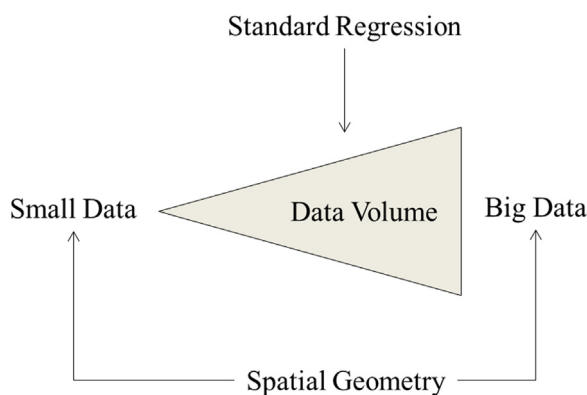 Standard Regression
Small Data
Data Volume
Big Data
Spatial Geometry